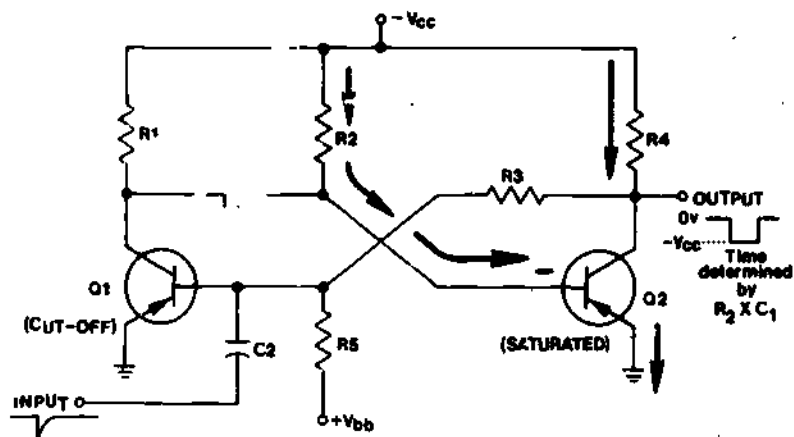 - Vcc
R1
R2
R4
R3
OUTPUT
0v
-Vcc
Time
determined
by
R2 X C1
Q1
(CUT-OFF)
Q2
(SATURATED)
C2
R5
INPUT
+Vbb